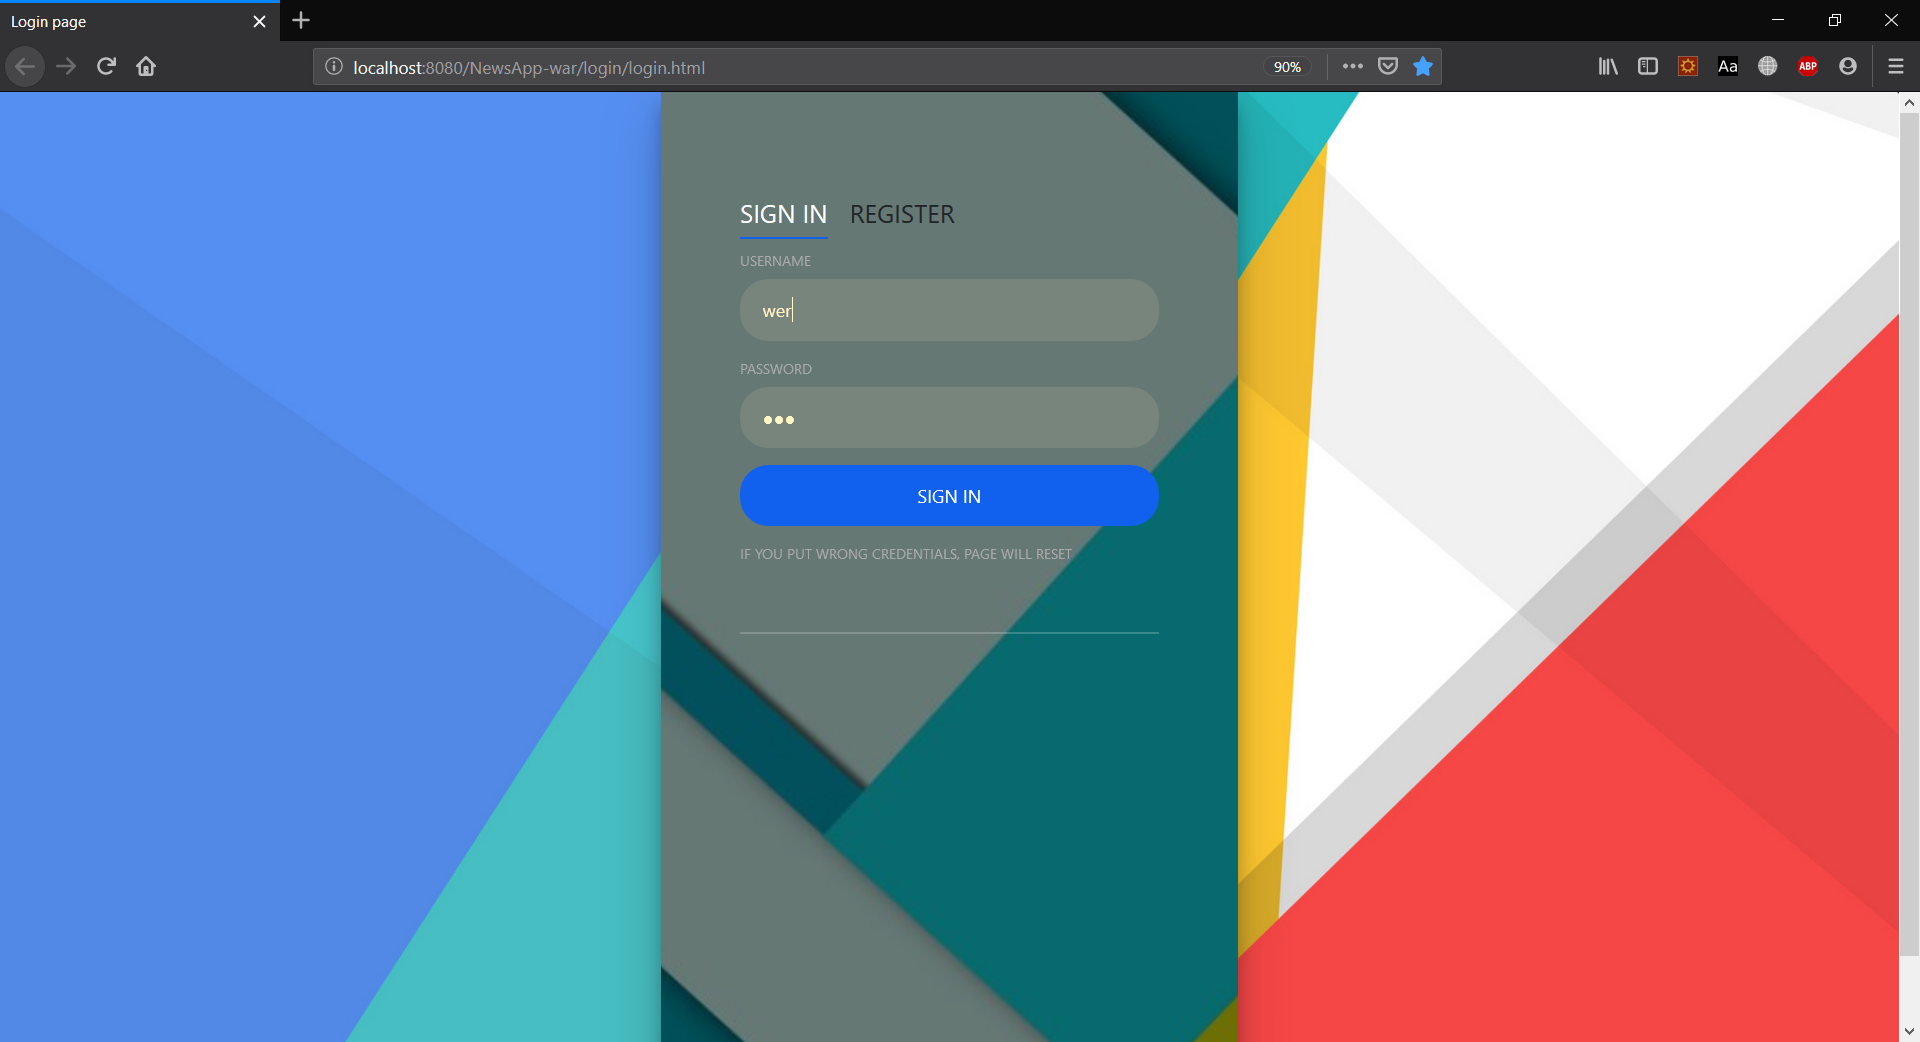 Login page
localhost:8080/NewsApp-war/login/login.html
90%
Aa
ABP
SIGN IN REGISTER
USERNAME
wer
PASSWORD
SIGN IN
IF YOU PUT WRONG CREDENTIALS, PAGE WILL RESET